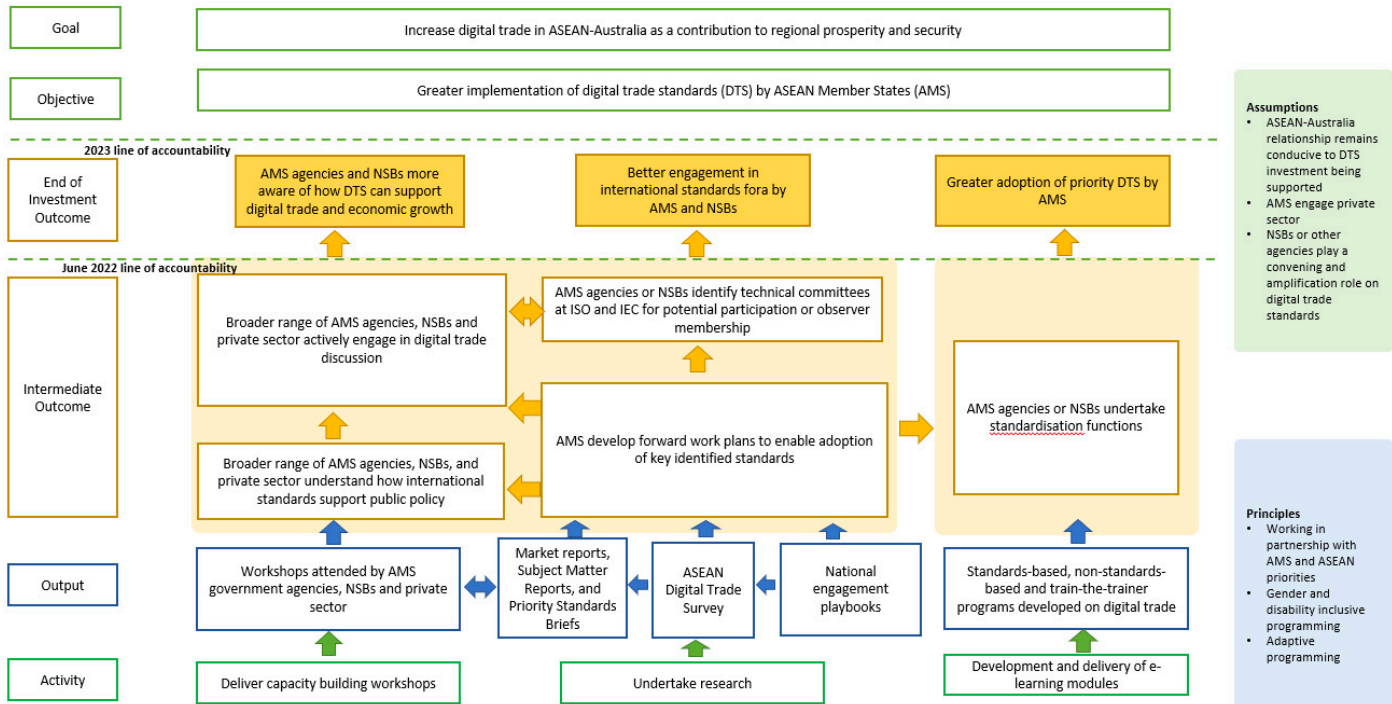 Goal
Increase digital trade in ASEAN-Australia as a contribution to regional prosperity and security
Objective
Greater implementation of digital trade standards (DTS) by ASEAN Member States (AMS)
2023 line of accountability
End of
Investment
Outcome
AMS agencies and NSBs more
aware of how DTS can support
digital trade and economic growth
Better engagement in
international standards fora by
AMS and NSBs
Greater adoption of priority DTS by
AMS
June 2022 line of accountability
Intermediate
Outcome
Broader range of AMS agencies, NSBs and
private sector actively engage in digital trade
discussion
AMS agencies or NSBs identify technical committees
at ISO and IEC for potential participation or observer
membership
Broader range of AMS agencies, NSBs, and
private sector understand how international
standards support public policy
AMS develop forward work plans to enable adoption
of key identified standards
AMS agencies or NSBs undertake
standardisation functions
Output
Workshops attended by AMS
government agencies, NSBs and private
sector
Market reports,
Subject Matter
Reports, and
Priority Standards
Briefs
ASEAN
Digital Trade
Survey
National
engagement
playbooks
Standards-based, non-standards-
based and train-the-trainer
programs developed on digital trade
Activity
Deliver capacity building workshops
Undertake research
Development and delivery of e-
learning modules
Assumptions
• ASEAN-Australia
relationship remains
conducive to DTS
investment being
supported
• AMS engage private
sector
• NSBs or other
agencies play a
convening and
amplification role on
digital trade
standards
Principles
• Working in
partnership with
AMS and ASEAN
priorities
• Gender and
disability inclusive
programming
• Adaptive
programming